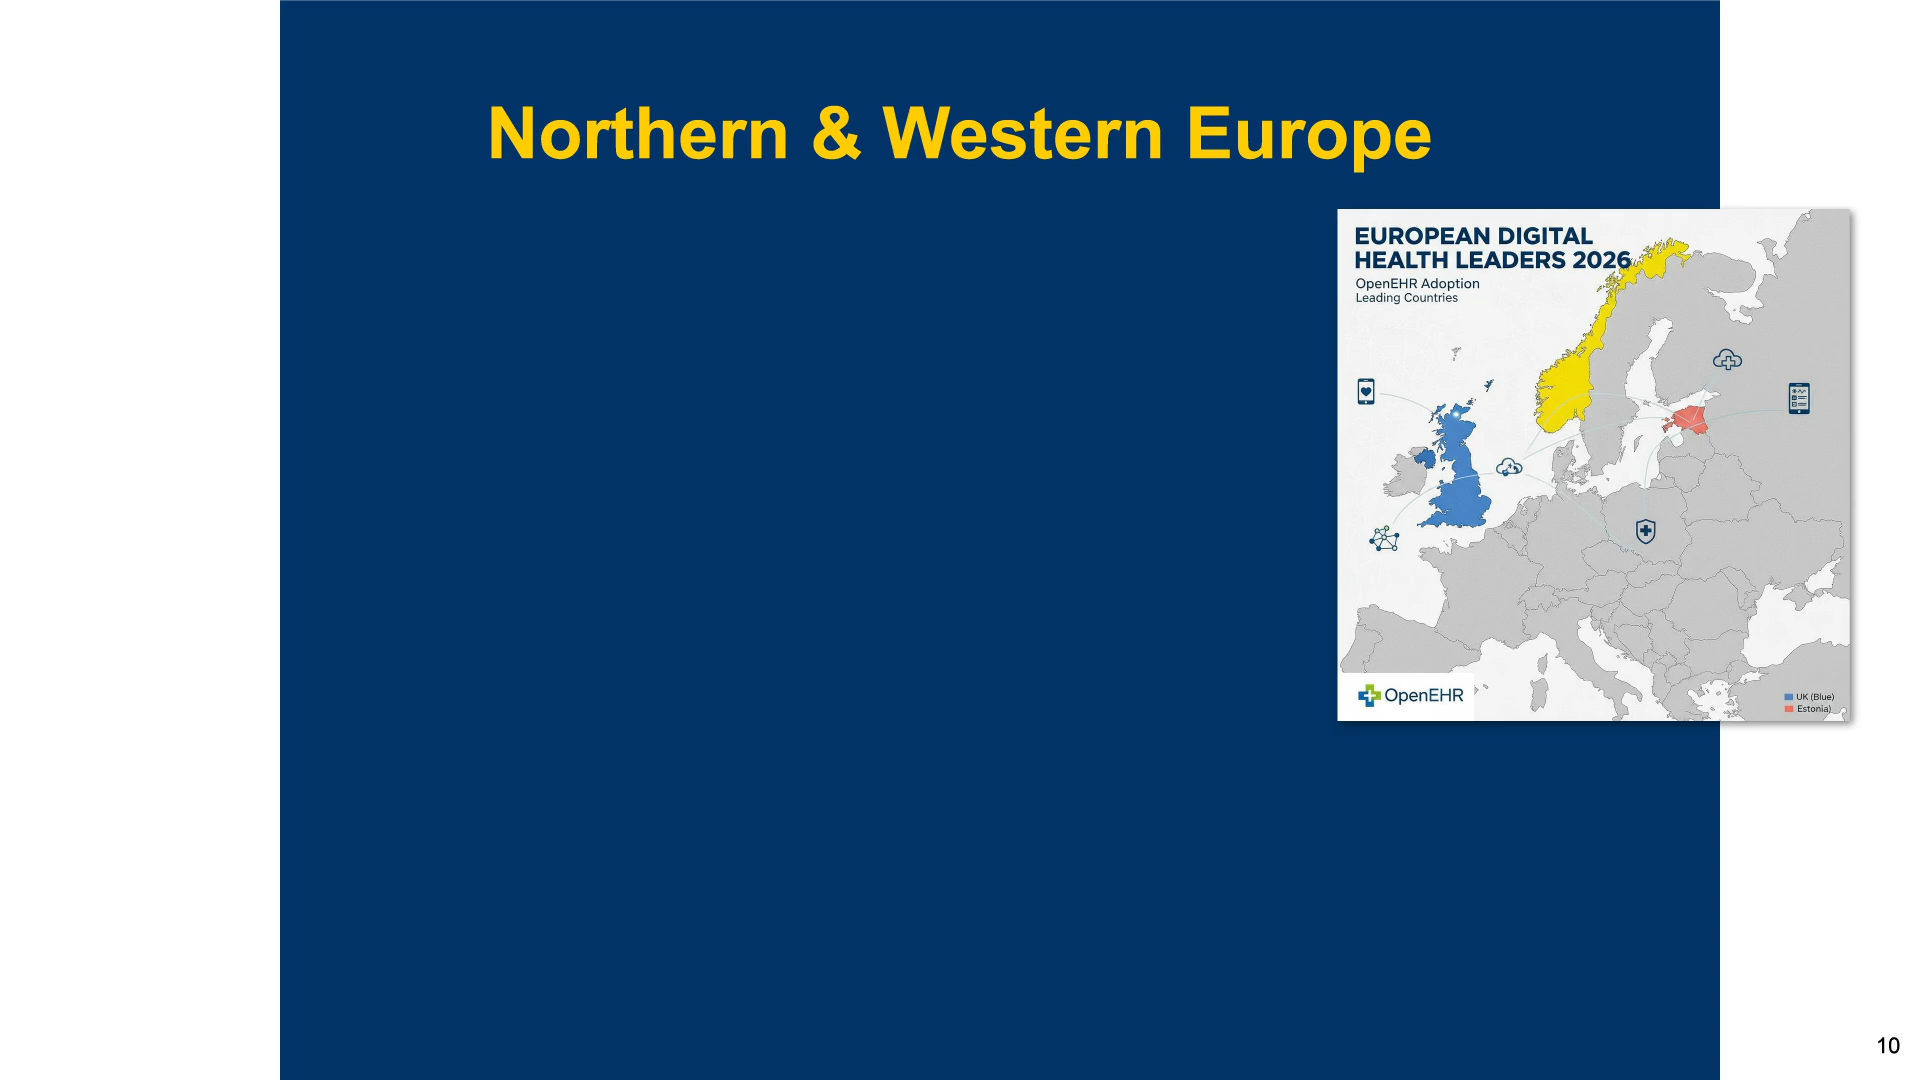 Northern & Western Europe
EUROPEAN DIGITAL
HEALTH LEADERS 2026
OpenEHR Adoption
Leading Countries
OpenEHR
UK (Blue)
Estonia)
10